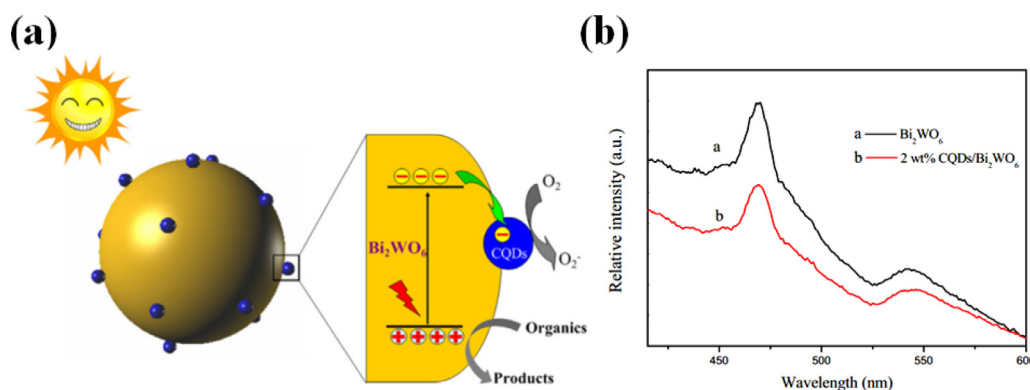 (a)
Bi₂WO₆
O₂
CQDs
O₂⁻
Organics
Products
(b)
Relative intensity (a.u.)
a
b
a Bi₂WO₆
b 2 wt% CQDs/Bi₂WO₆
450 500 550 600
Wavelength (nm)